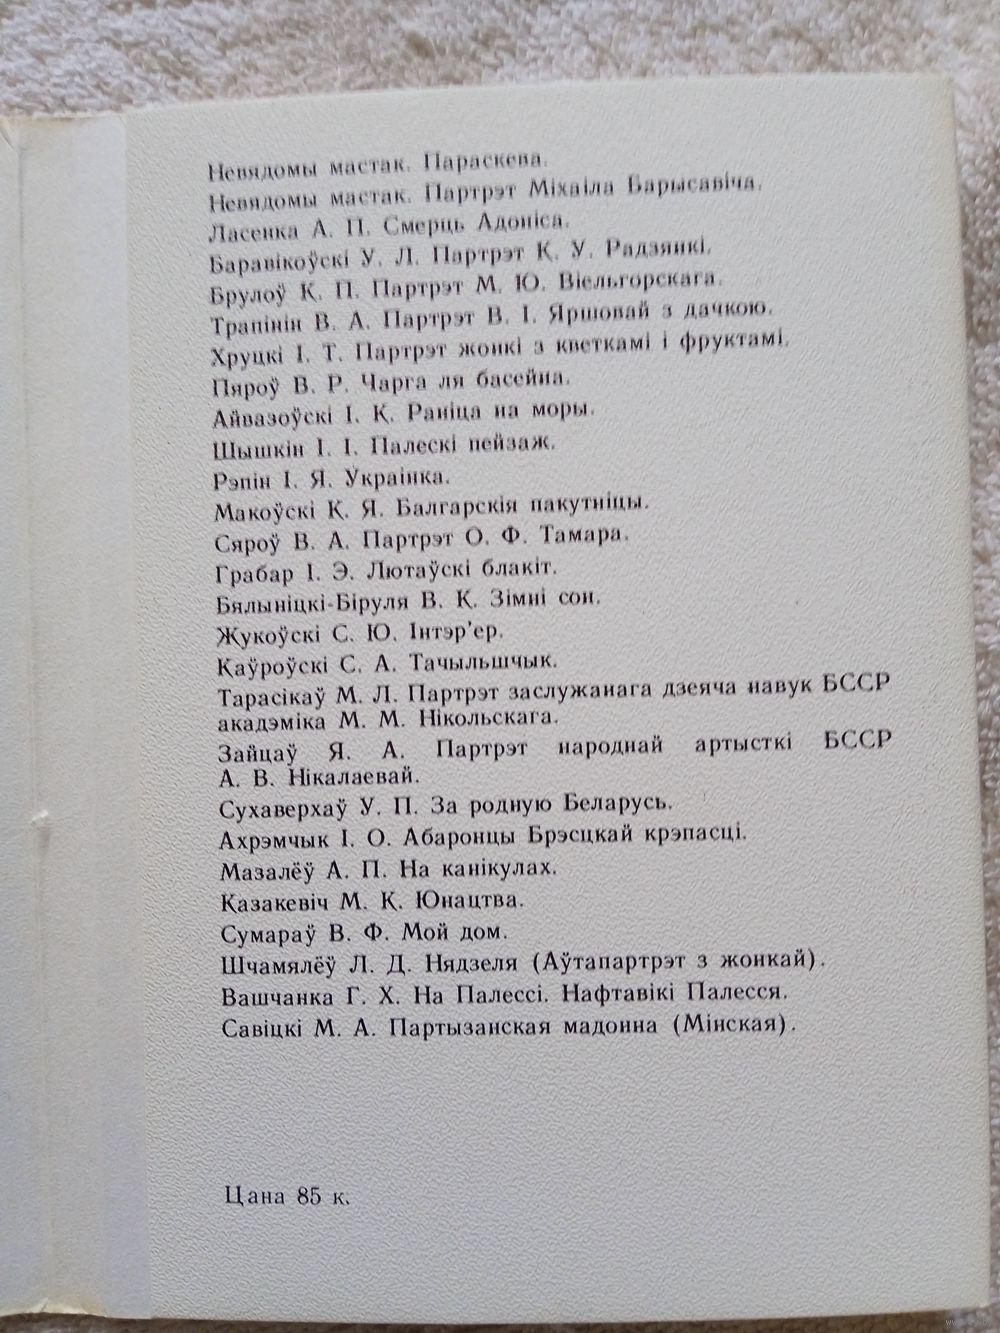 Невядомы мастак. Параскева.
Невядомы мастак. Партрэт Міхаіла Барысавіча.
Ласенка А. П. Смерць Адоніса.
Баравікоўскі У. Л. Партрэт К. У. Радзянкі.
Брулоў К. П. Партрэт М. Ю. Віельгорскага.
Трапінін В. А. Партрэт В. І. Яршовай з дачкою.
Хруцкі І. Т. Партрэт жонкі з кветкамі і фруктамі.
Пяроў В. Р. Чарга ля басейна.
Айвазоўскі І. К. Раніца на моры.
Шышкін І. І. Палескі пейзаж.
Рэпін І. Я. Украінка.
Макоўскі К. Я. Балгарскія пакутніцы.
Сяроў В. А. Партрэт О. Ф. Тамара.
Грабар І. Э. Лютаўскі блакіт.
Бялыніцкі-Біруля В. К. Зімні сон.
Жукоўскі С. Ю. Інтэр'ер.
Каўроўскі С. А. Тачыльшчык.
Тарасікаў М. Л. Партрэт заслужанага дзеяча навук БССР
акадэміка М. М. Нікольскага.
Зайцаў Я. А. Партрэт народнай артысткі БССР
А. В. Нікалаевай.
Сухаверхаў У. П. За родную Беларусь.
Ахрэмчык І. О. Абаронцы Брэсцкай крэпасці.
Мазалёў А. П. На канікулах.
Казакевіч М. К. Юнацтва.
Сумараў В. Ф. Мой дом.
Шчамялёў Л. Д. Нядзеля (Аўтапартрэт з жонкай).
Вашчанка Г. Х. На Палессі. Нафтавікі Палесся.
Савіцкі М. А. Партызанская мадонна (Мінская).
Цана 85 к.